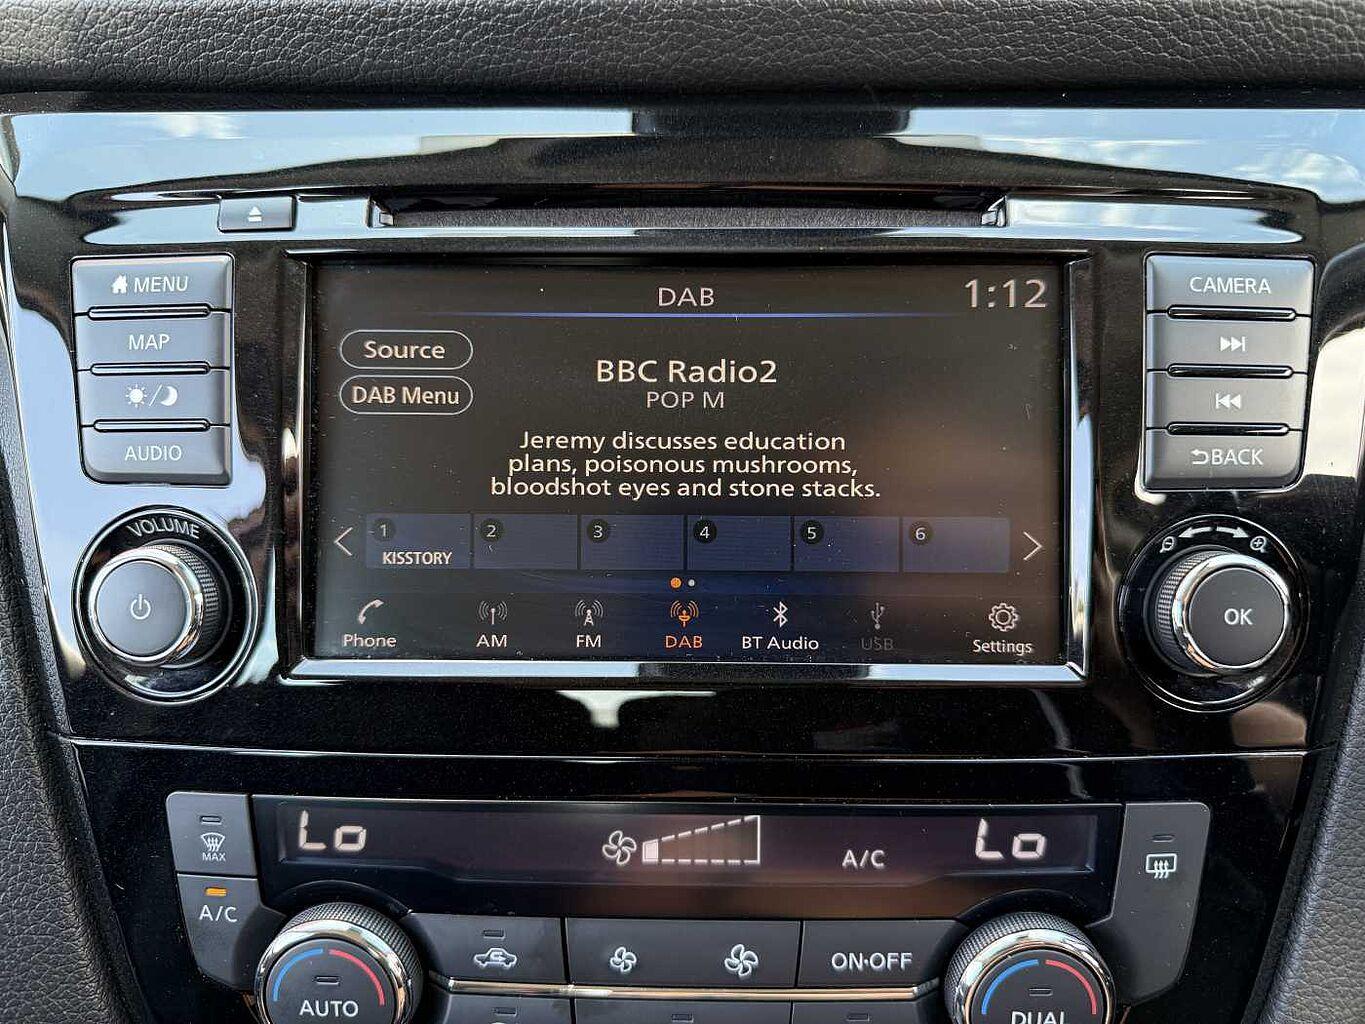 MENU
MAP
AUDIO
VOLUME
DAB
1:12
Source
DAB Menu
BBC Radio2
POP M
Jeremy discusses education
plans, poisonous mushrooms,
bloodshot eyes and stone stacks.
1 2 3 4 5 6
KISSTORY
Phone AM FM DAB BT Audio USB Settings
CAMERA
BACK
OK
MAX
A/C
Lo
A/C
Lo
AUTO
ON·OFF
DUAL